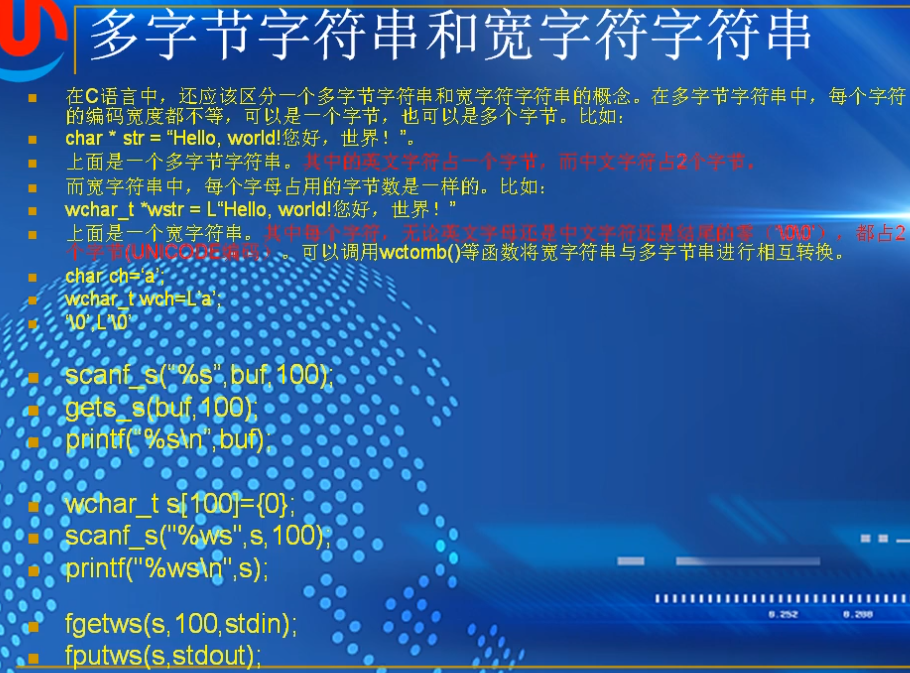 多字节字符串和宽字符字符串
在C语言中，还应该区分一个多字节字符串和宽字符字符串的概念。在多字节字符串中，每个字符
的编码宽度都不等，可以是一个字节，也可以是多个字节。比如：
char * str = “Hello, world!您好，世界！”。
上面是一个多字节字符串。其中的英文字符占一个字节，而中文字符占2个字节。
而宽字符串中，每个字母占用的字节数是一样的。比如：
wchar_t *wstr = L“Hello, world!您好，世界！”
上面是一个宽字符串。其中每个字符，无论英文字母还是中文字符还是结尾的零（‘\0\0’），都占2
个字节(UNICODE编码）。可以调用wctomb()等函数将宽字符串与多字节串进行相互转换。
char ch=‘a’;
wchar_t wch=L’a’;
‘\0’,L’\0’
scanf_s(“%s”,buf,100);
gets_s(buf,100);
printf(“%s\n”,buf);
wchar_t s[100]={0};
scanf_s("%ws",s,100);
printf("%ws\n",s);
fgetws(s,100,stdin);
fputws(s,stdout);
0.252 0.288